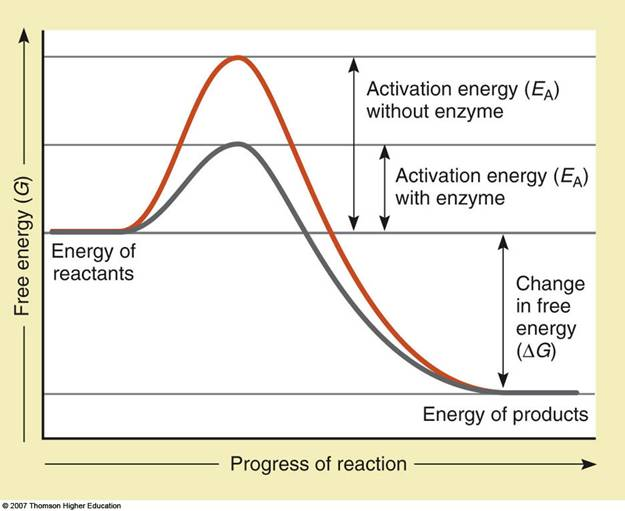 Free energy (G)
Activation energy (EA)
without enzyme
Activation energy (EA)
with enzyme
Energy of
reactants
Change
in free
energy
(ΔG)
Energy of products
Progress of reaction
© 2007 Thomson Higher Education